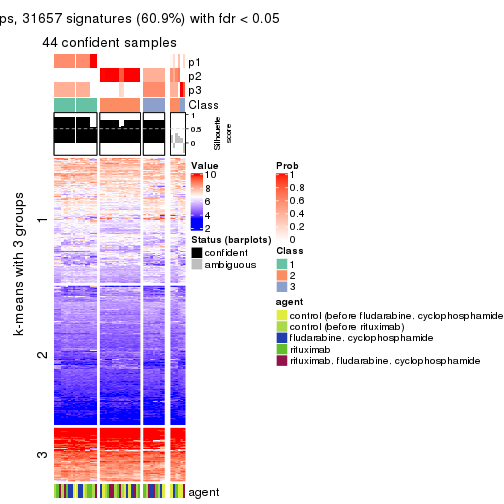 ps, 31657 signatures (60.9%) with fdr < 0.05
44 confident samples
p1
p2
p3
Class
1
0.5
0
Silhouette
score
k-means with 3 groups
1
2
3
agent
Value
10
8
6
4
2
Status (barplots)
confident
ambiguous
Prob
1
0.8
0.6
0.4
0.2
0
Class
1
2
3
agent
control (before fludarabine. cyclophosphamide
control (before rituximab)
fludarabine. cyclophosphamide
rituximab
rituximab. fludarabine. cyclophosphamide